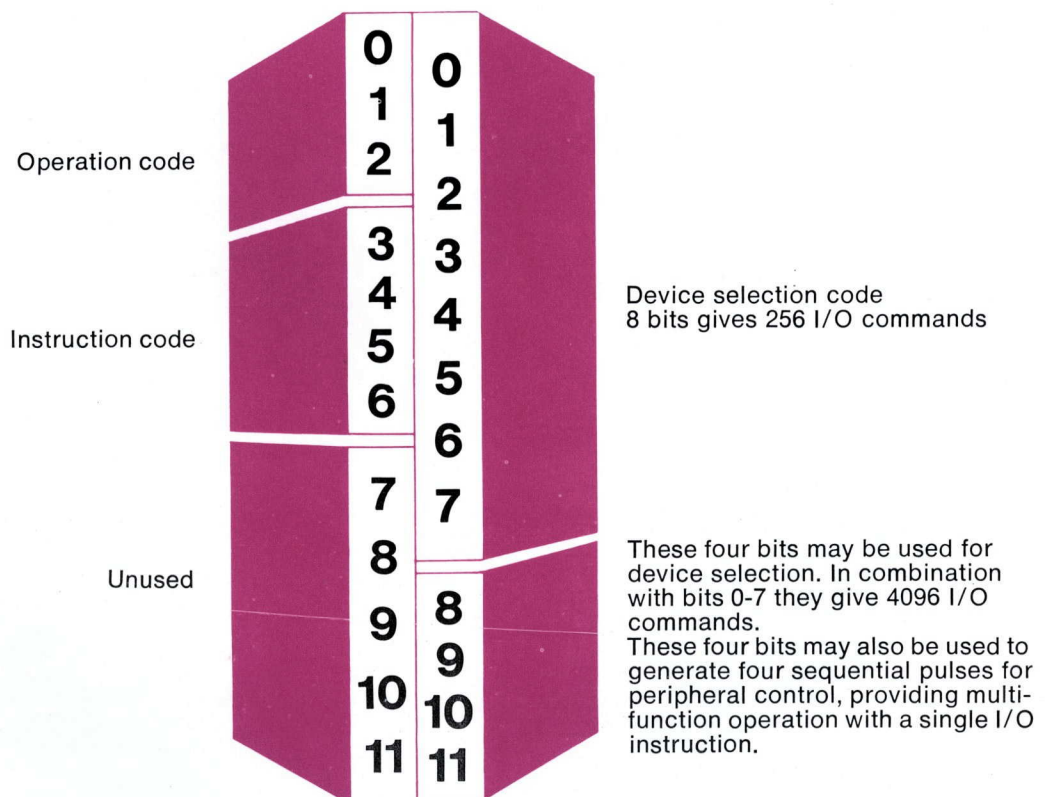 Operation code
Instruction code
Unused
0
1
2
3
4
5
6
7
8
9
10
11
0
1
2
3
4
5
6
7
8
9
10
11
Device selection code
8 bits gives 256 I/O commands
These four bits may be used for
device selection. In combination
with bits 0-7 they give 4096 I/O
commands.
These four bits may also be used to
generate four sequential pulses for
peripheral control, providing multi-
function operation with a single I/O
instruction.